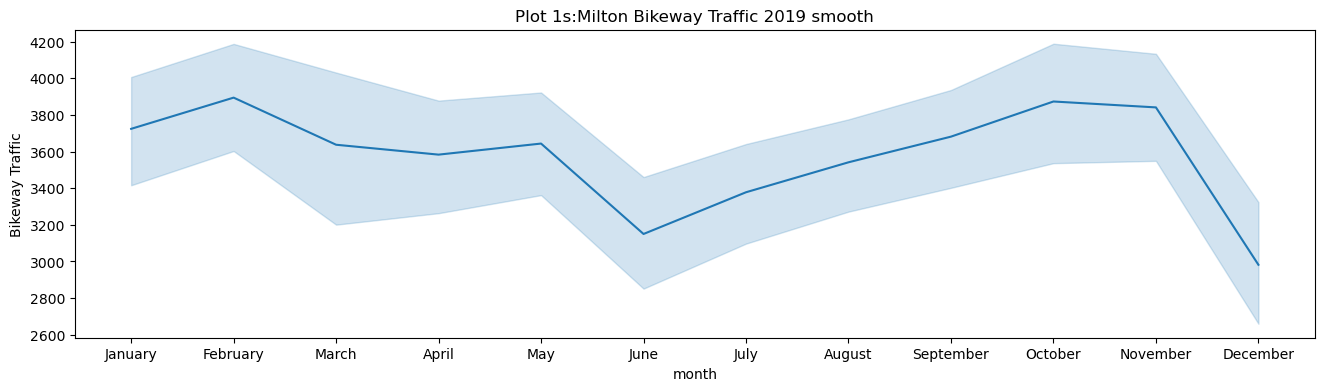 Plot 1s:Milton Bikeway Traffic 2019 smooth
Bikeway Traffic
4200
4000
3800
3600
3400
3200
3000
2800
2600
January February March April May June July August September October November December
month